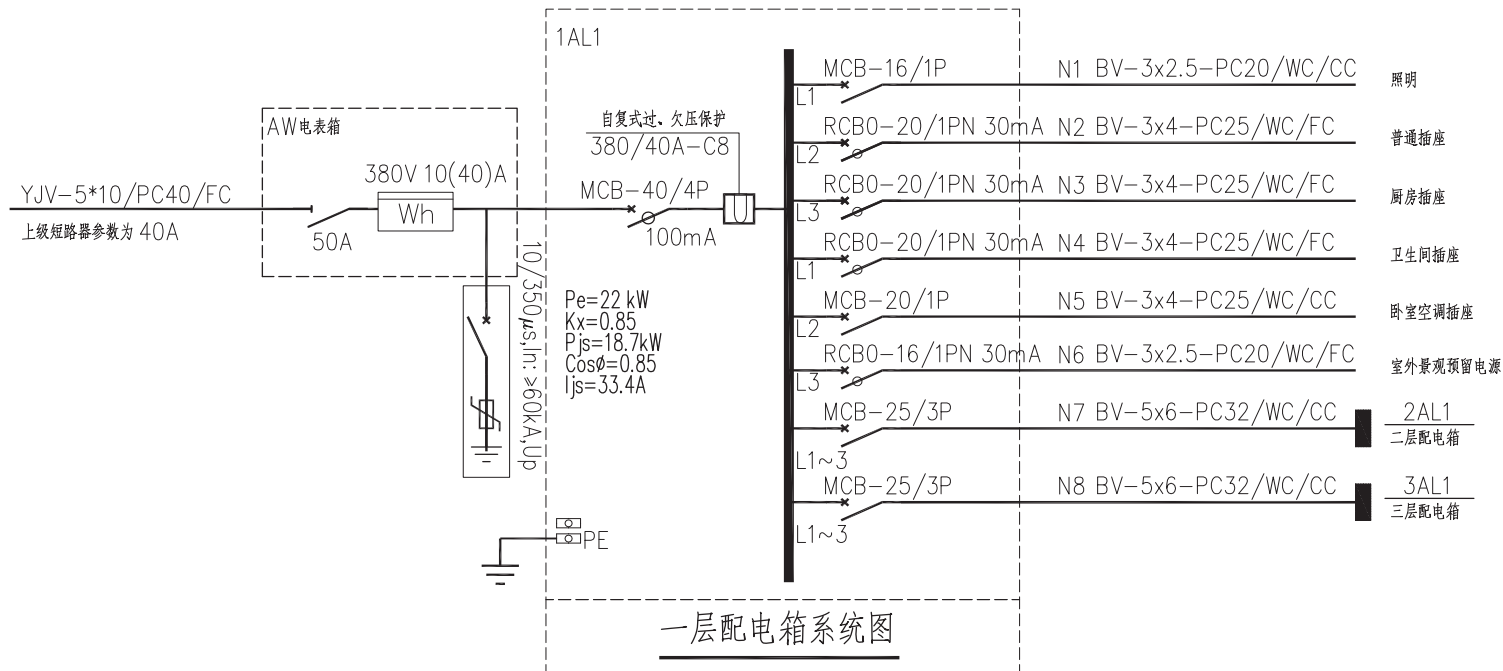 1AL1
AW电表箱
YJV-5*10/PC40/FC
上级短路器参数为 40A
50A
380V 10(40)A
Wh
10/350μs,In: ≥60kA,Up
自复式过、欠压保护
380/40A-C8
MCB-40/4P
U
100mA
Pe=22 kW
Kx=0.85
Pjs=18.7kW
CosØ=0.85
Ijs=33.4A
PE
MCB-16/1P N1 BV-3x2.5-PC20/WC/CC 照明
L1
RCBO-20/1PN 30mA N2 BV-3x4-PC25/WC/FC 普通插座
L2
RCBO-20/1PN 30mA N3 BV-3x4-PC25/WC/FC 厨房插座
L3
RCBO-20/1PN 30mA N4 BV-3x4-PC25/WC/FC 卫生间插座
L1
MCB-20/1P N5 BV-3x4-PC25/WC/CC 卧室空调插座
L2
RCBO-16/1PN 30mA N6 BV-3x2.5-PC20/WC/FC 室外景观预留电源
L3
MCB-25/3P N7 BV-5x6-PC32/WC/CC 2AL1
L1~3 二层配电箱
MCB-25/3P N8 BV-5x6-PC32/WC/CC 3AL1
L1~3 三层配电箱
一层配电箱系统图